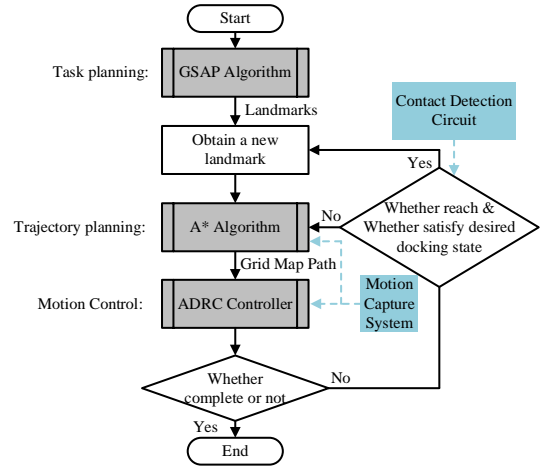 Start
Task planning:
GSAP Algorithm
Landmarks
Contact Detection
Circuit
Obtain a new
landmark
Yes
Whether reach &
Whether satisfy desired
docking state
No
Trajectory planning:
A* Algorithm
Grid Map Path
Motion Control:
ADRC Controller
Motion
Capture
System
Whether
complete or not
No
Yes
End